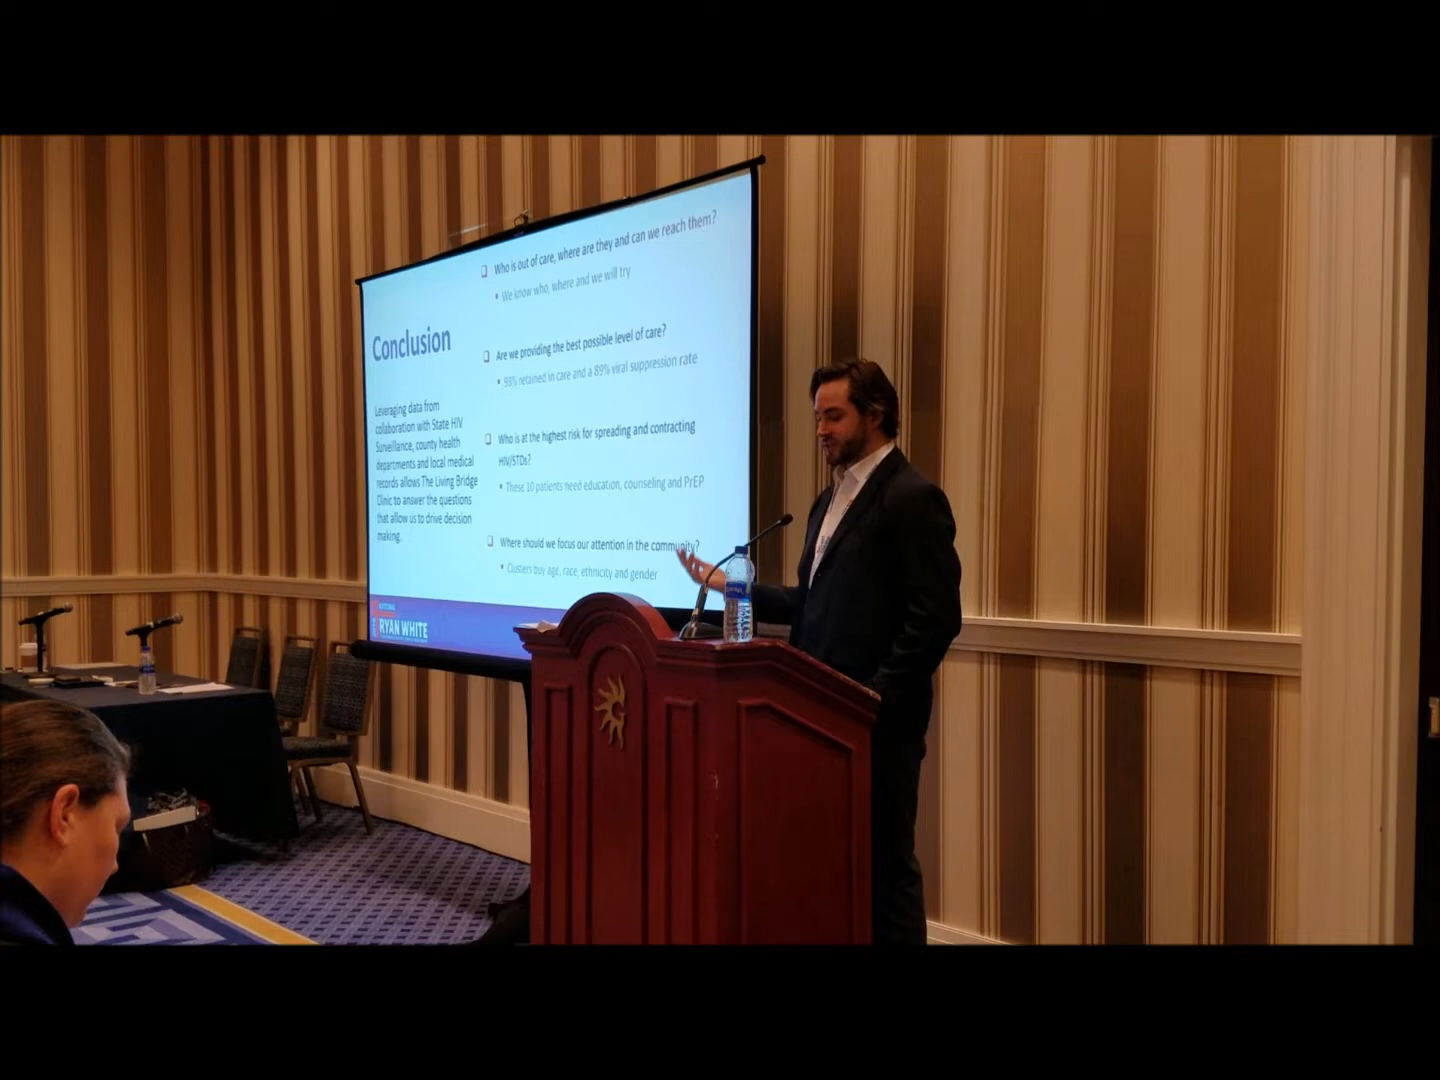 Conclusion
Leveraging data from
collaboration with State HIV
Surveillance, county health
departments and local medical
records allows The Living Bridge
Clinic to answer the questions
that allow us to drive decision
making.
Who is out of care, where are they and can we reach them?
We know who, where and we will try
Are we providing the best possible level of care?
93% retained in care and a 89% viral suppression rate
Who is at the highest risk for spreading and contracting
HIV/STDs?
These 10 patients need education, counseling and PrEP
Where should we focus our attention in the community?
Clusters buy age, race, ethnicity and gender
NATIONAL
RYAN WHITE